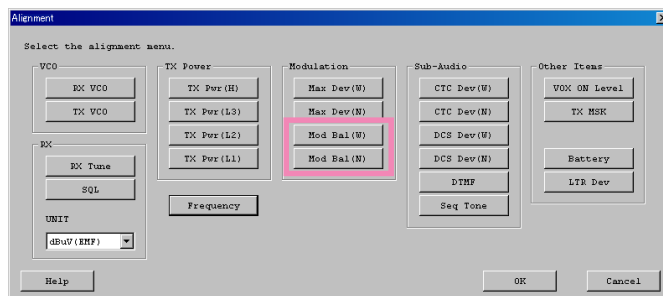 Alignment
Select the alignment menu.
VCO
RX VCO
TX VCO
RX
RX Tune
SQL
UNIT
dBuV(EMF)
TX Power
TX Pwr(H)
TX Pwr(L3)
TX Pwr(L2)
TX Pwr(L1)
Frequency
Modulation
Max Dev(W)
Max Dev(N)
Mod Bal(W)
Mod Bal(N)
Sub-Audio
CTC Dev(W)
CTC Dev(N)
DCS Dev(W)
DCS Dev(N)
DTMF
Seq Tone
Other Items
VOX ON Level
TX MSK
Battery
LTR Dev
Help
OK
Cancel